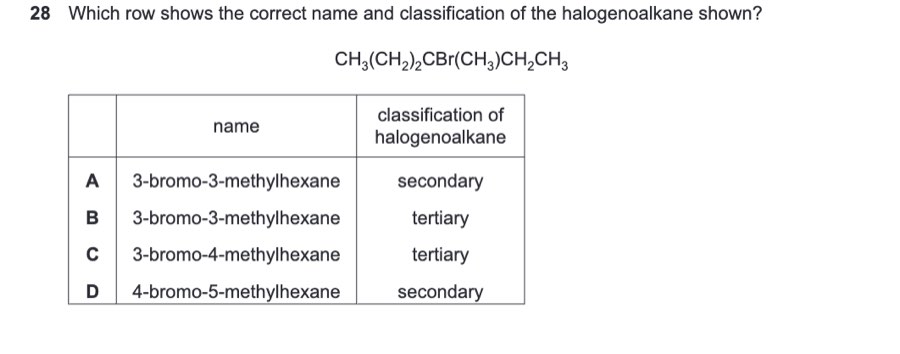 28 Which row shows the correct name and classification of the halogenoalkane shown?
CH₃(CH₂)₂CBr(CH₃)CH₂CH₃
name
classification of
halogenoalkane
A 3-bromo-3-methylhexane secondary
B 3-bromo-3-methylhexane tertiary
C 3-bromo-4-methylhexane tertiary
D 4-bromo-5-methylhexane secondary